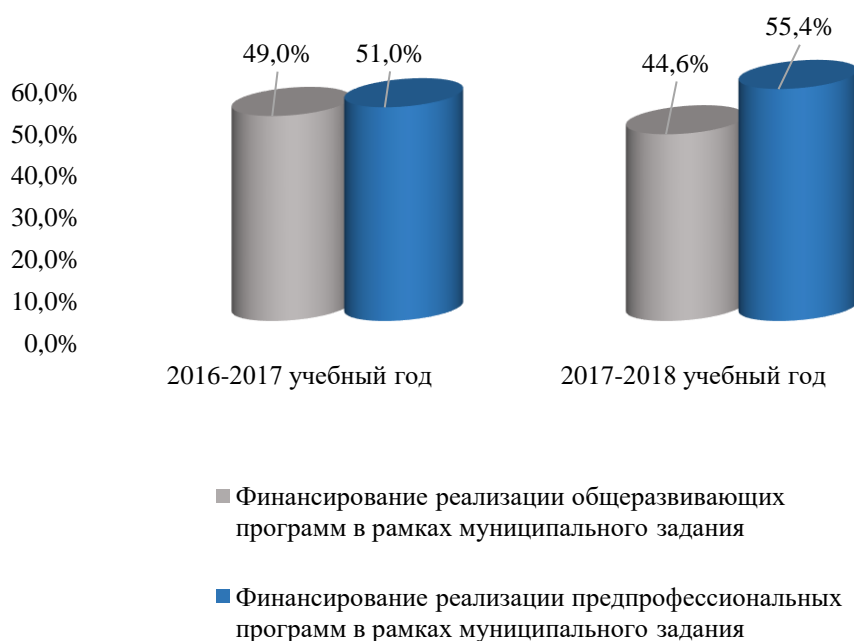 49,0%
51,0%
44,6%
55,4%
60,0%
50,0%
40,0%
30,0%
20,0%
10,0%
0,0%
2016-2017 учебный год
2017-2018 учебный год
Финансирование реализации общеразвивающих
программ в рамках муниципального задания
Финансирование реализации предпрофессиональных
программ в рамках муниципального задания